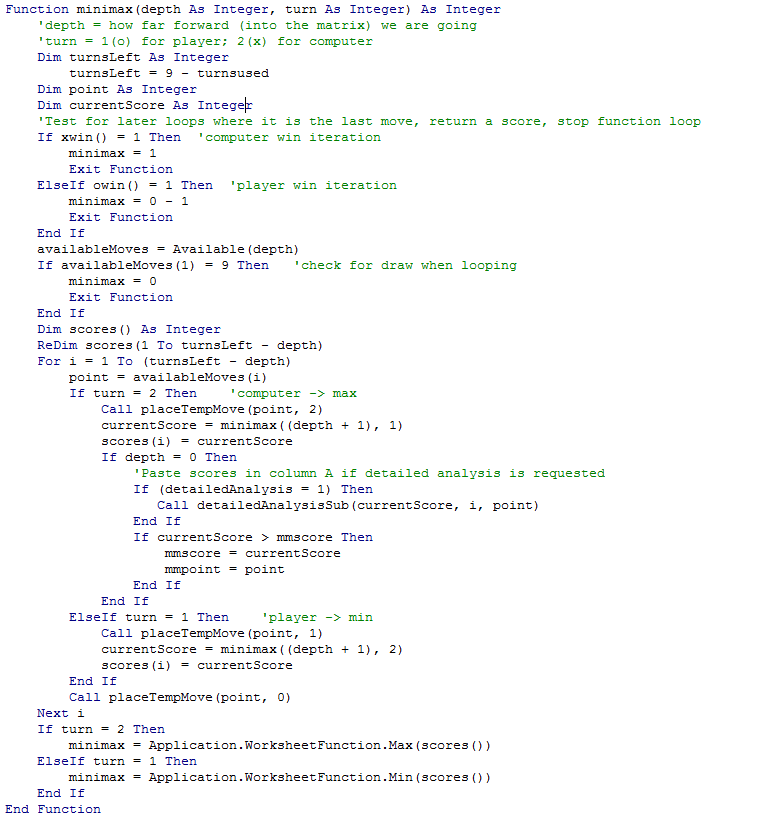 Function minimax(depth As Integer, turn As Integer) As Integer
    'depth = how far forward (into the matrix) we are going
    'turn = 1(o) for player; 2(x) for computer
    Dim turnsLeft As Integer
        turnsLeft = 9 - turnsused
    Dim point As Integer
    Dim currentScore As Integer
    'Test for later loops where it is the last move, return a score, stop function loop
    If xwin() = 1 Then  'computer win iteration
        minimax = 1
        Exit Function
    ElseIf owin() = 1 Then  'player win iteration
        minimax = 0 - 1
        Exit Function
    End If
    availableMoves = Available(depth)
    If availableMoves(1) = 9 Then   'check for draw when looping
        minimax = 0
        Exit Function
    End If
    Dim scores() As Integer
    ReDim scores(1 To turnsLeft - depth)
    For i = 1 To (turnsLeft - depth)
        point = availableMoves(i)
        If turn = 2 Then    'computer -> max
            Call placeTempMove(point, 2)
            currentScore = minimax((depth + 1), 1)
            scores(i) = currentScore
            If depth = 0 Then
                'Paste scores in column A if detailed analysis is requested
                If (detailedAnalysis = 1) Then
                   Call detailedAnalysisSub(currentScore, i, point)
                End If
                If currentScore > mmscore Then
                    mmscore = currentScore
                    mmpoint = point
                End If
            End If
        ElseIf turn = 1 Then    'player -> min
            Call placeTempMove(point, 1)
            currentScore = minimax((depth + 1), 2)
            scores(i) = currentScore
        End If
        Call placeTempMove(point, 0)
    Next i
    If turn = 2 Then
        minimax = Application.WorksheetFunction.Max(scores())
    ElseIf turn = 1 Then
        minimax = Application.WorksheetFunction.Min(scores())
    End If
End Function